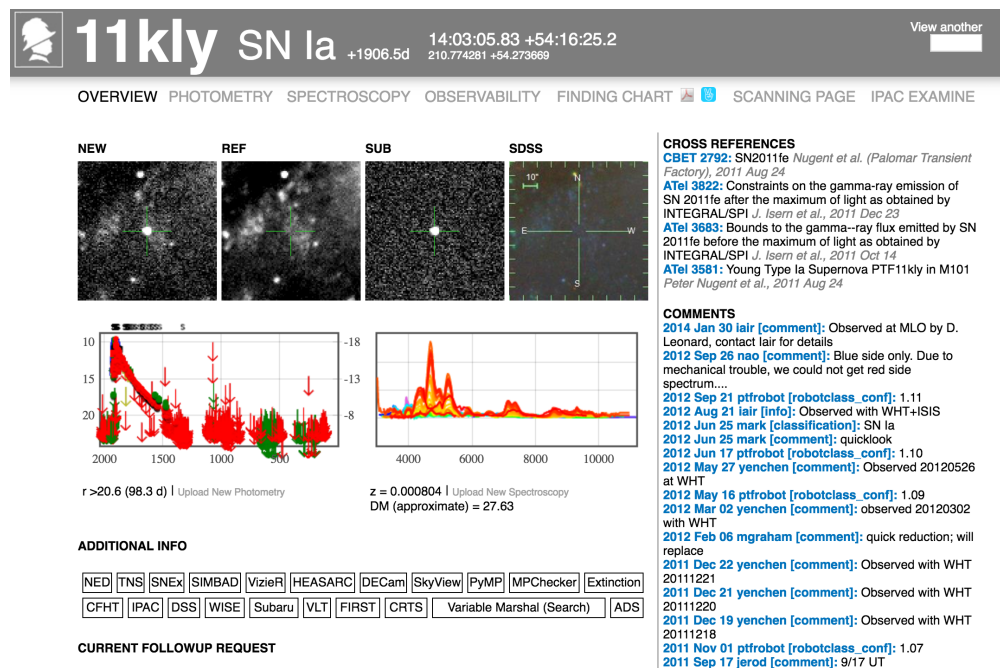 11kly SN Ia +1906.5d 14:03:05.83 +54:16:25.2
210.774281 +54.273669
View another
OVERVIEW PHOTOMETRY SPECTROSCOPY OBSERVABILITY FINDING CHART SCANNING PAGE IPAC EXAMINE
NEW REF SUB SDSS
10"
N
E W
S
10 -18
15 -13
20 -8
2000 1500 1000 500
4000 6000 8000 10000
r >20.6 (98.3 d) | Upload New Photometry
z = 0.000804 | Upload New Spectroscopy
DM (approximate) = 27.63
ADDITIONAL INFO
NED TNS SNEx SIMBAD VizieR HEASARC DECam SkyView PyMP MPChecker Extinction
CFHT IPAC DSS WISE Subaru VLT FIRST CRTS Variable Marshal (Search) ADS
CURRENT FOLLOWUP REQUEST
CROSS REFERENCES
CBET 2792: SN2011fe Nugent et al. (Palomar Transient
Factory), 2011 Aug 24
ATel 3822: Constraints on the gamma-ray emission of
SN 2011fe after the maximum of light as obtained by
INTEGRAL/SPI J. Isern et al., 2011 Dec 23
ATel 3683: Bounds to the gamma--ray flux emitted by SN
2011fe before the maximum of light as obtained by
INTEGRAL/SPI J. Isern et al., 2011 Oct 14
ATel 3581: Young Type Ia Supernova PTF11kly in M101
Peter Nugent et al., 2011 Aug 24
COMMENTS
2014 Jan 30 iair [comment]: Observed at MLO by D.
Leonard, contact Iair for details
2012 Sep 26 nao [comment]: Blue side only. Due to
mechanical trouble, we could not get red side
spectrum....
2012 Sep 21 ptfrobot [robotclass_conf]: 1.11
2012 Aug 21 iair [info]: Observed with WHT+ISIS
2012 Jun 25 mark [classification]: SN Ia
2012 Jun 25 mark [comment]: quicklook
2012 Jun 17 ptfrobot [robotclass_conf]: 1.10
2012 May 27 yenchen [comment]: Observed 20120526
at WHT
2012 May 16 ptfrobot [robotclass_conf]: 1.09
2012 Mar 02 yenchen [comment]: observed 20120302
with WHT
2012 Feb 06 mgraham [comment]: quick reduction; will
replace
2011 Dec 22 yenchen [comment]: Observed with WHT
20111221
2011 Dec 21 yenchen [comment]: Observed with WHT
20111220
2011 Dec 19 yenchen [comment]: Observed with WHT
20111218
2011 Nov 01 ptfrobot [robotclass_conf]: 1.07
2011 Sep 17 jerod [comment]: 9/17 UT